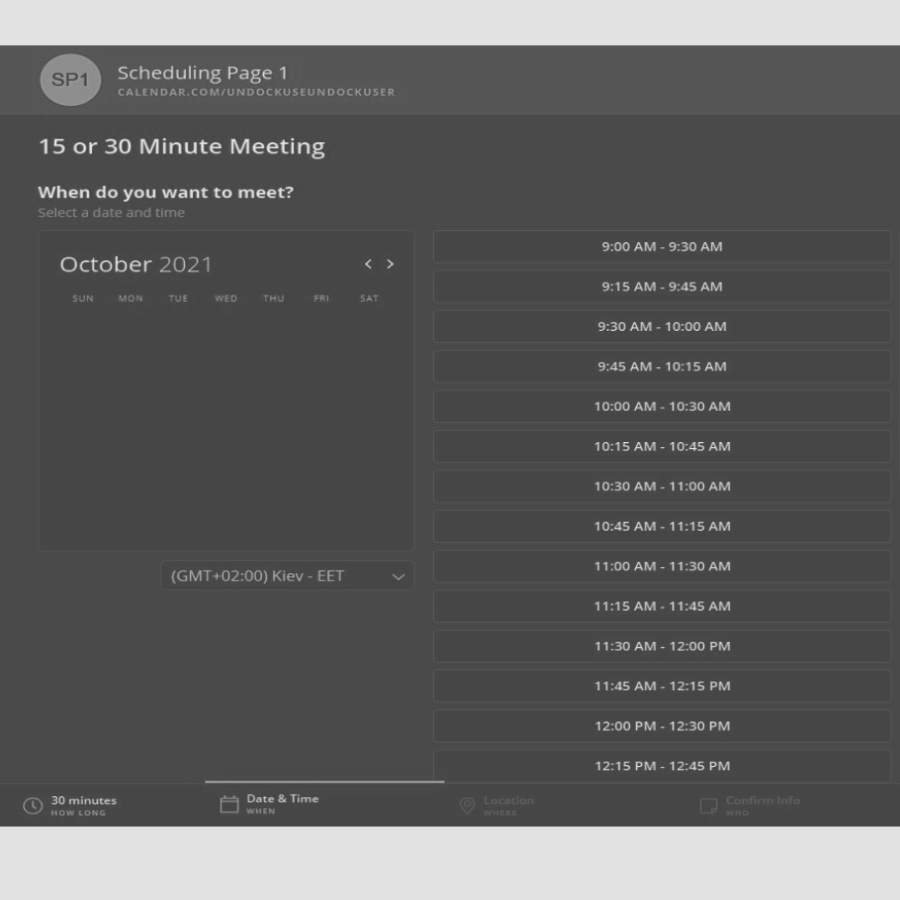 SP1
Scheduling Page 1
CALENDAR.COM/UNDOCKUSEUNDOCKUSER
15 or 30 Minute Meeting
When do you want to meet?
Select a date and time
October 2021
SUN MON TUE WED THU FRI SAT
(GMT+02:00) Kiev - EET
9:00 AM - 9:30 AM
9:15 AM - 9:45 AM
9:30 AM - 10:00 AM
9:45 AM - 10:15 AM
10:00 AM - 10:30 AM
10:15 AM - 10:45 AM
10:30 AM - 11:00 AM
10:45 AM - 11:15 AM
11:00 AM - 11:30 AM
11:15 AM - 11:45 AM
11:30 AM - 12:00 PM
11:45 AM - 12:15 PM
12:00 PM - 12:30 PM
12:15 PM - 12:45 PM
30 minutes
HOW LONG
Date & Time
WHEN
Location
WHERE
Confirm Info
WHO